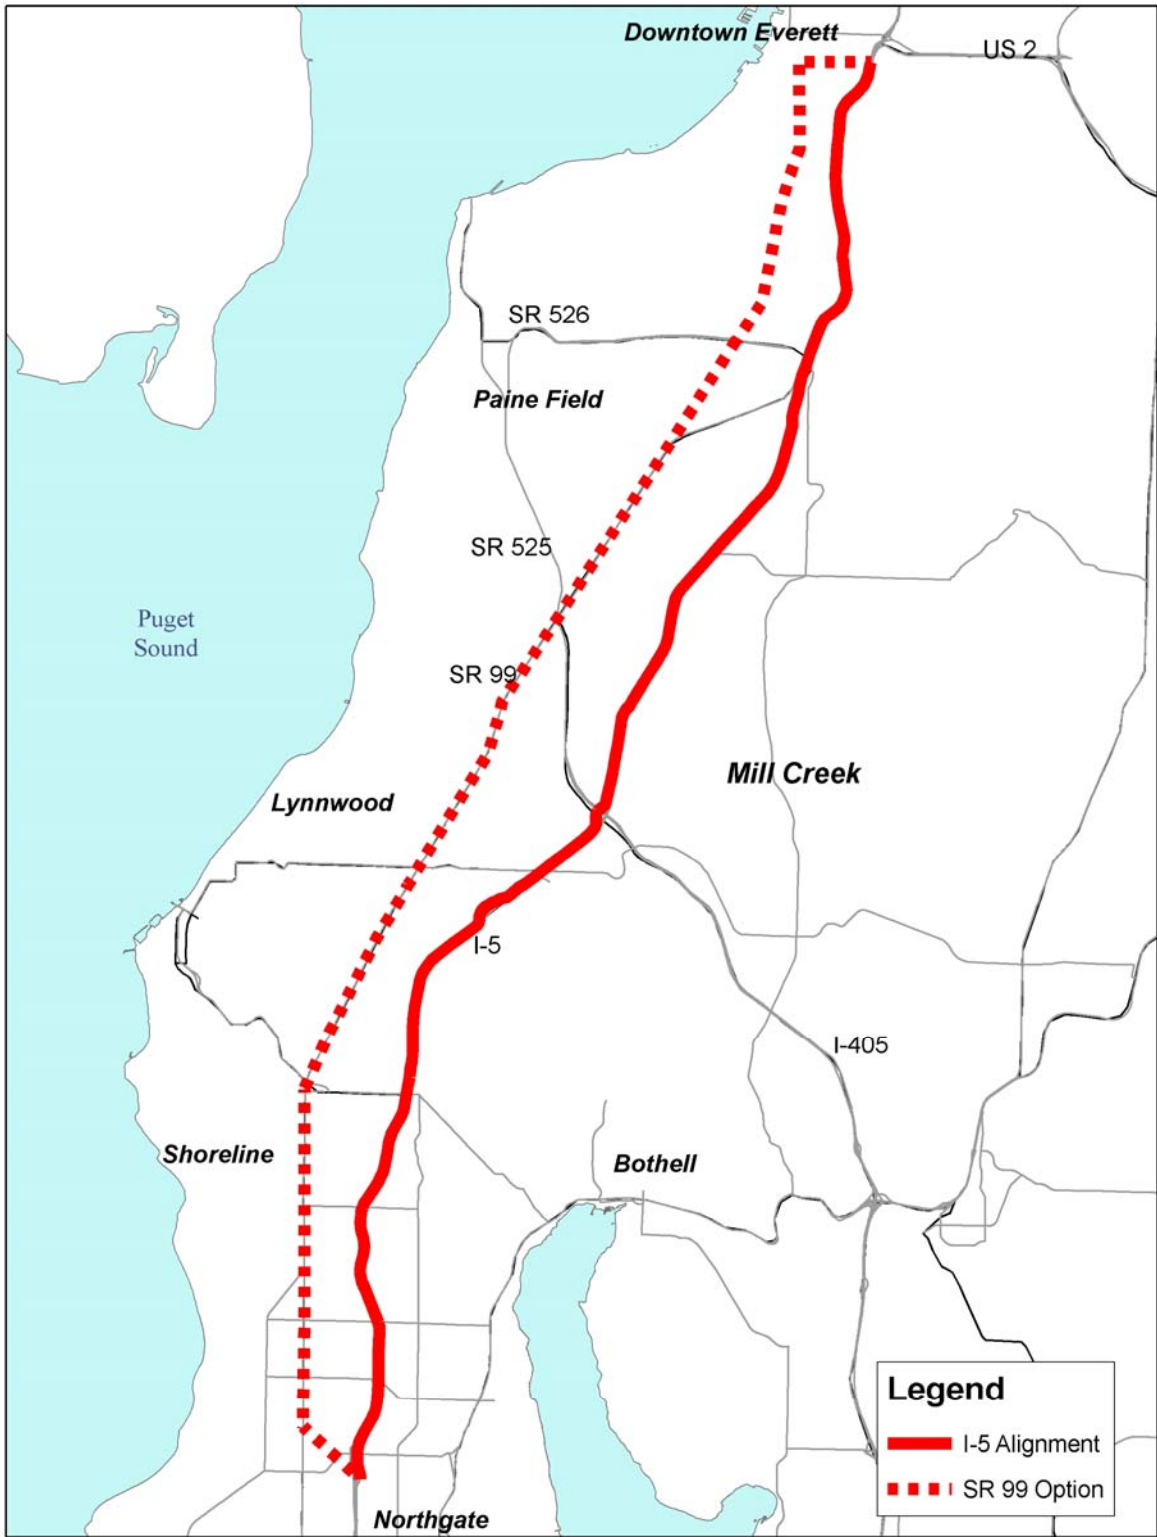 Downtown Everett
US 2
SR 526
Paine Field
SR 525
Puget
Sound
SR 99
Mill Creek
Lynnwood
I-5
I-405
Shoreline
Bothell
Legend
I-5 Alignment
SR 99 Option
Northgate